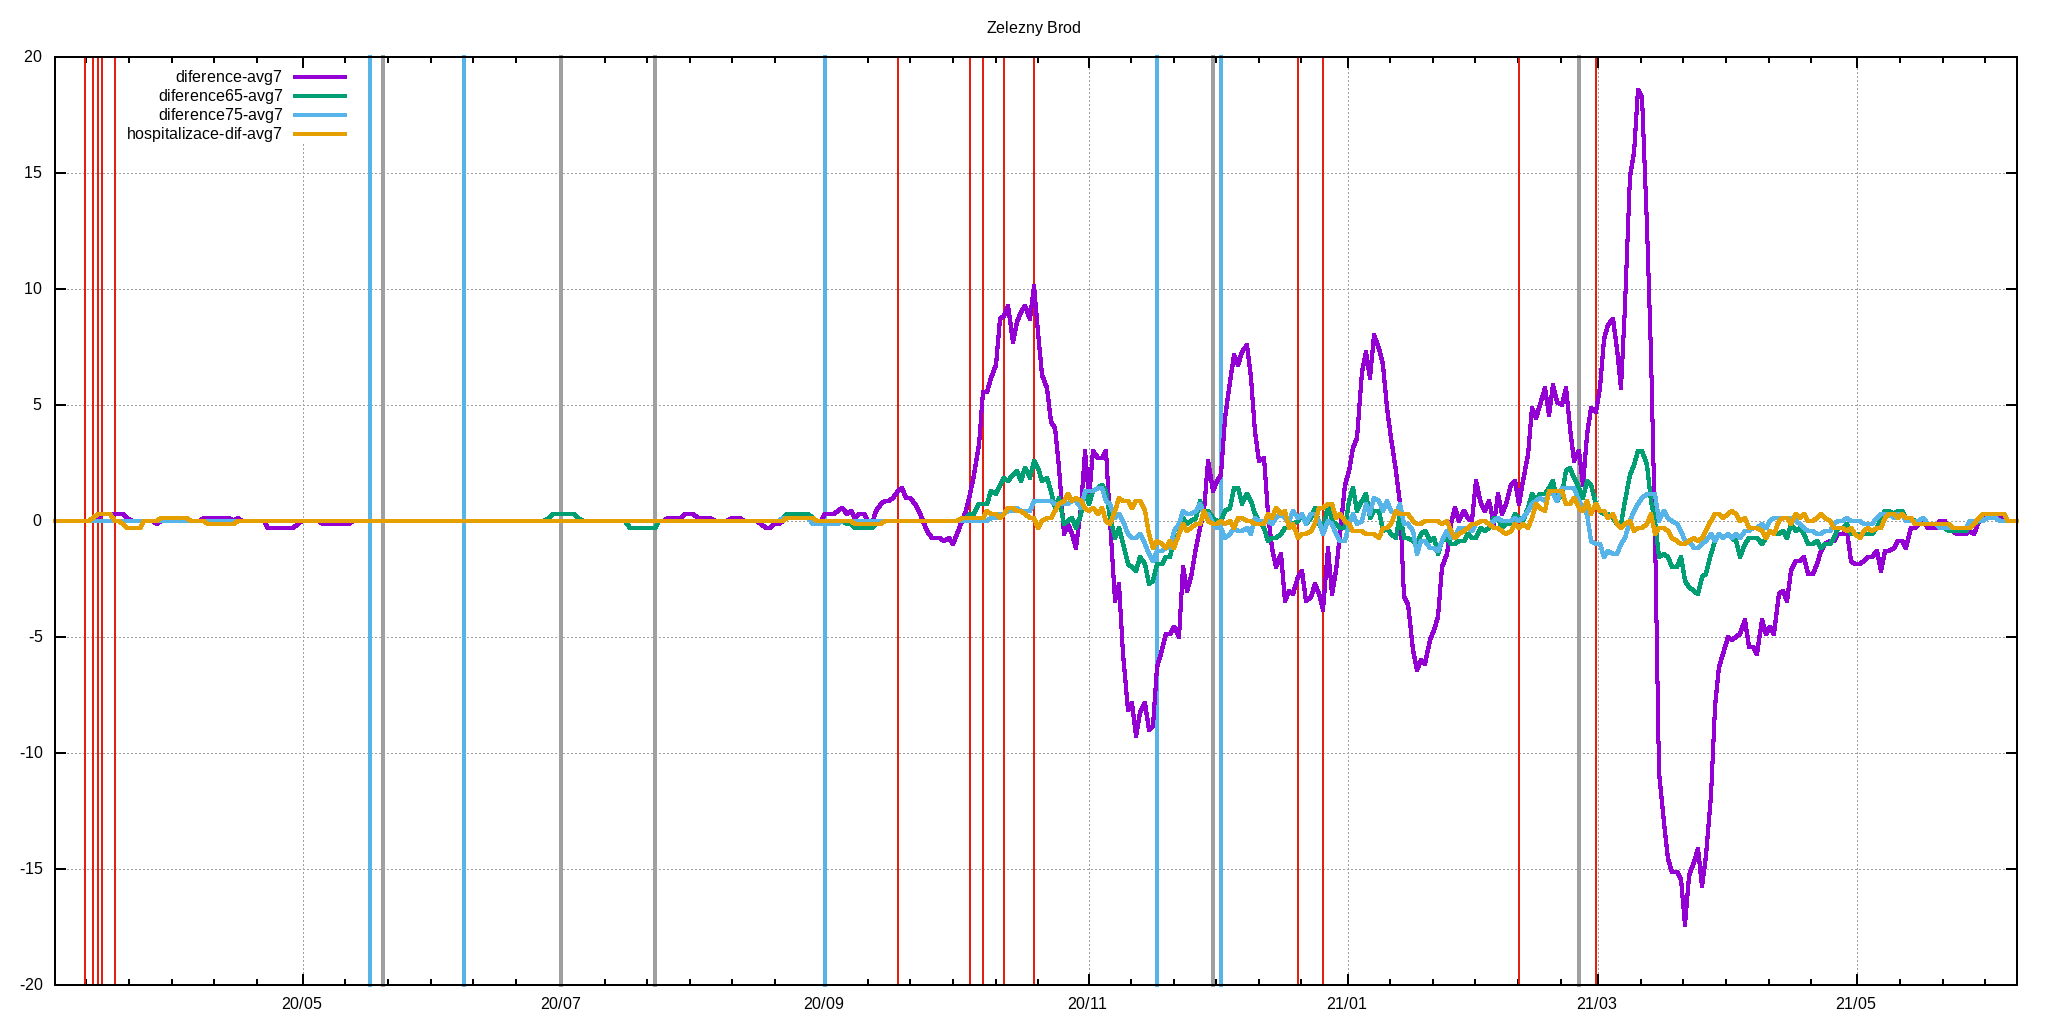 Zelezny Brod
20
diference-avg7
diference65-avg7
diference75-avg7
hospitalizace-dif-avg7
15
10
5
0
-5
-10
-15
-20
20/05 20/07 20/09 20/11 21/01 21/03 21/05